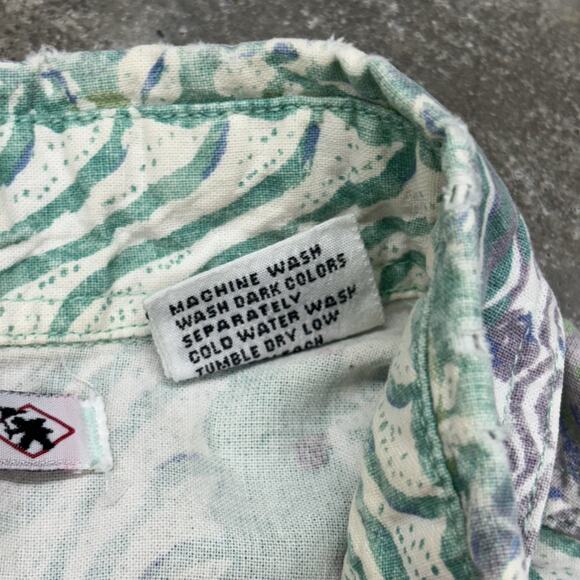 MACHINE WASH
WASH DARK COLORS
SEPARATELY
COLD WATER WASH
TUMBLE DRY LOW